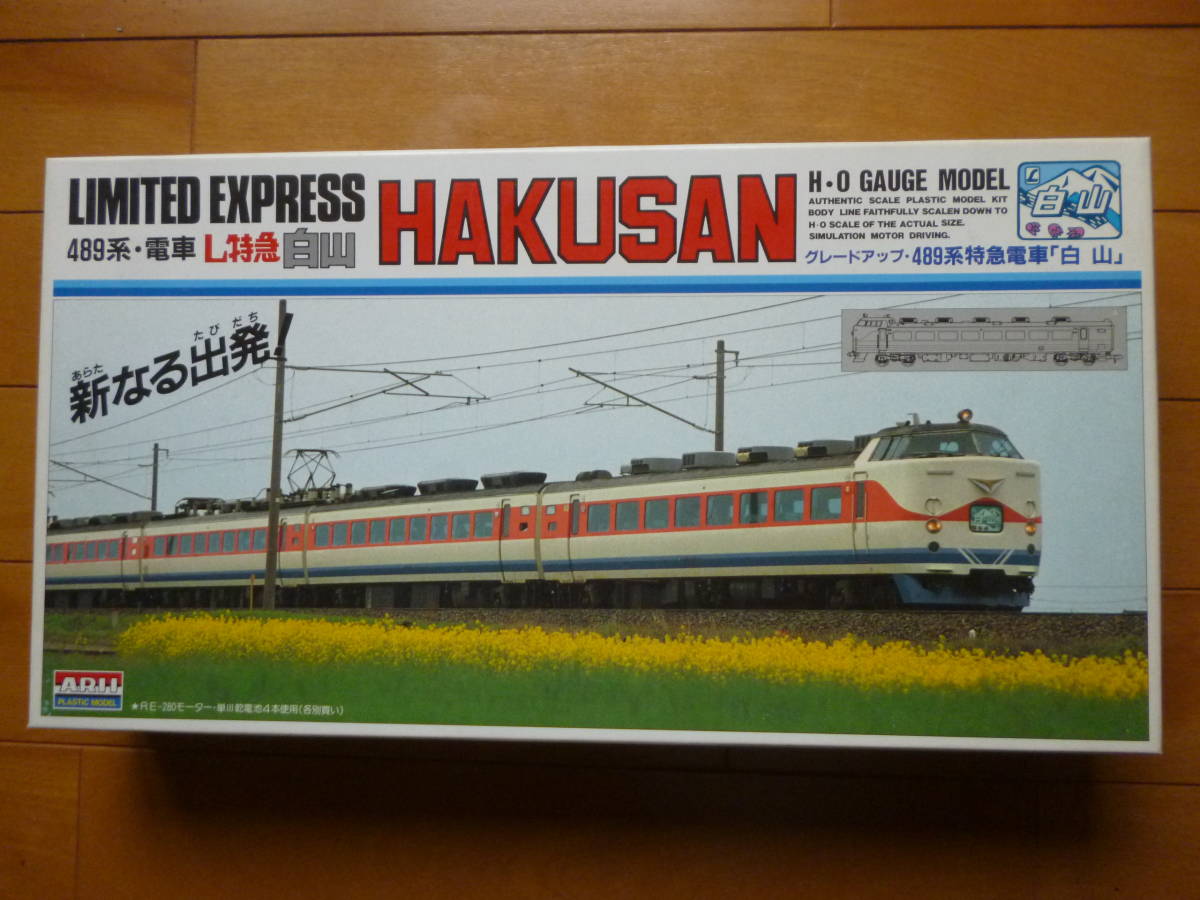 LIMITED EXPRESS
489系・電車 L特急 白山
HAKUSAN
H・O GAUGE MODEL
AUTHENTIC SCALE PLASTIC MODEL KIT
BODY LINE FAITHFULLY SCALEN DOWN TO
H・O SCALE OF THE ACTUAL SIZE.
SIMULATION MOTOR DRIVING.
グレードアップ・489系特急電車「白 山」
L
白山
あらた たびだち
新なる出発!
白山
ARII
PLASTIC MODEL
★RE-280モーター・単III乾電池4本使用(各別買い)